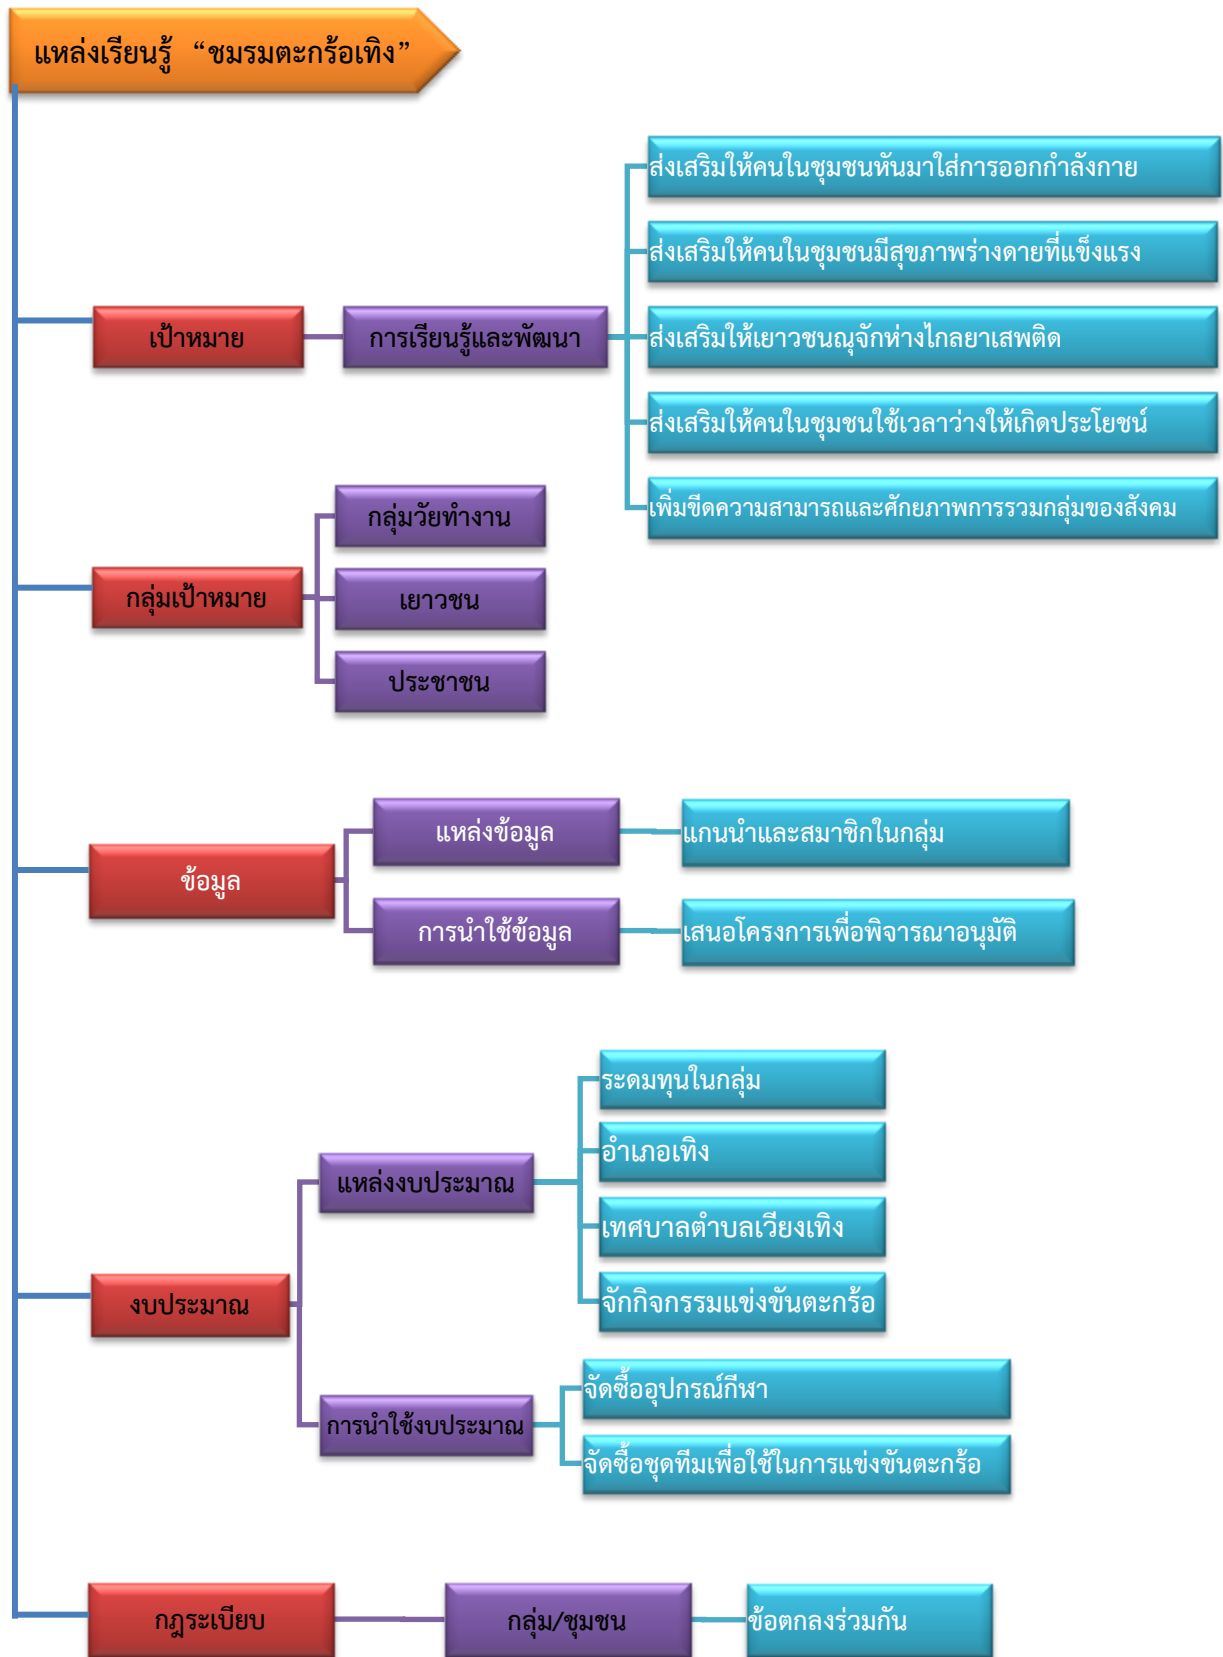 แหล่งเรียนรู้ “ชมรมตะกร้อเทิง”
เป้าหมาย
การเรียนรู้และพัฒนา
ส่งเสริมให้คนในชุมชนหันมาใส่การออกกำลังกาย
ส่งเสริมให้คนในชุมชนมีสุขภาพร่างดายที่แข็งแรง
ส่งเสริมให้เยาวชนณุจักห่างไกลยาเสพติด
ส่งเสริมให้คนในชุมชนใช้เวลาว่างให้เกิดประโยชน์
เพิ่มขีดความสามารถและศักยภาพการรวมกลุ่มของสังคม
กลุ่มเป้าหมาย
กลุ่มวัยทำงาน
เยาวชน
ประชาชน
ข้อมูล
แหล่งข้อมูล
แกนนำและสมาชิกในกลุ่ม
การนำใช้ข้อมูล
เสนอโครงการเพื่อพิจารณาอนุมัติ
งบประมาณ
แหล่งงบประมาณ
ระดมทุนในกลุ่ม
อำเภอเทิง
เทศบาลตำบลเวียงเทิง
จักกิจกรรมแข่งขันตะกร้อ
การนำใช้งบประมาณ
จัดซื้ออุปกรณ์กีฬา
จัดซื้อชุดทีมเพื่อใช้ในการแข่งขันตะกร้อ
กฎระเบียบ
กลุ่ม/ชุมชน
ข้อตกลงร่วมกัน